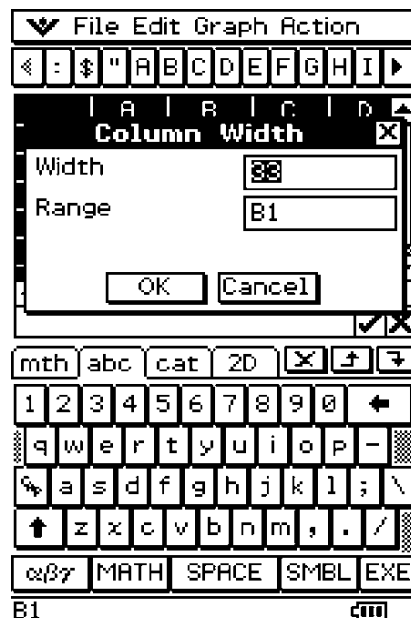 File Edit Graph Action
: $ " A B C D E F G H I
A B C D
Column Width
Width 33
Range B1
OK Cancel
mth abc cat 2D
1 2 3 4 5 6 7 8 9 0
q w e r t y u i o p -
a s d f g h j k l ; \
z x c v b n m , . /
αβγ MATH SPACE SMBL EXE
B1